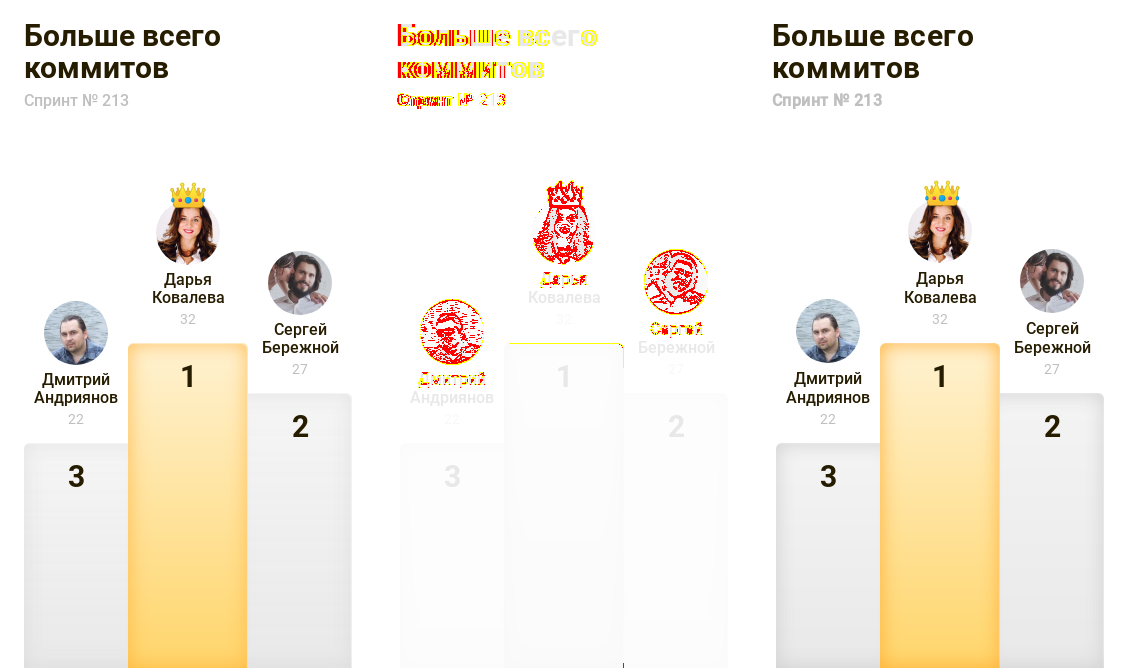 Больше всего
коммитов
Спринт № 213
Дарья
Ковалева
32
Сергей
Бережной
27
Дмитрий
Андриянов
22
1
2
3
Больше всего
коммитов
Спринт № 213
Дарья
Ковалева
32
Сергей
Бережной
27
Дмитрий
Андриянов
22
1
2
3
Больше всего
коммитов
Спринт № 213
Дарья
Ковалева
32
Сергей
Бережной
27
Дмитрий
Андриянов
22
1
2
3